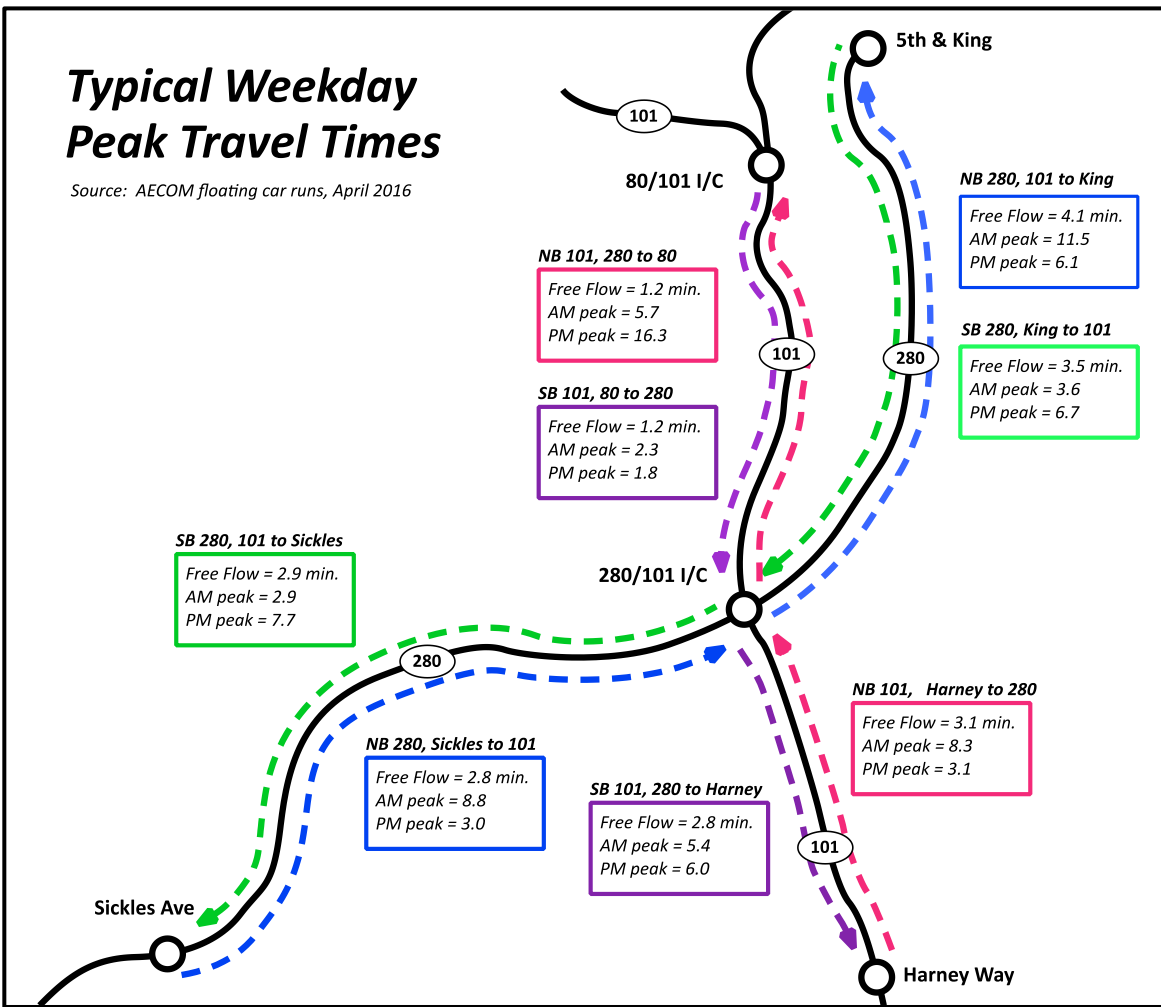 Typical Weekday
Peak Travel Times
Source: AECOM floating car runs, April 2016
5th & King
101
80/101 I/C
NB 280, 101 to King
Free Flow = 4.1 min.
AM peak = 11.5
PM peak = 6.1
NB 101, 280 to 80
Free Flow = 1.2 min.
AM peak = 5.7
PM peak = 16.3
101
280
SB 280, King to 101
Free Flow = 3.5 min.
AM peak = 3.6
PM peak = 6.7
SB 101, 80 to 280
Free Flow = 1.2 min.
AM peak = 2.3
PM peak = 1.8
SB 280, 101 to Sickles
Free Flow = 2.9 min.
AM peak = 2.9
PM peak = 7.7
280/101 I/C
280
NB 101, Harney to 280
Free Flow = 3.1 min.
AM peak = 8.3
PM peak = 3.1
NB 280, Sickles to 101
Free Flow = 2.8 min.
AM peak = 8.8
PM peak = 3.0
SB 101, 280 to Harney
Free Flow = 2.8 min.
AM peak = 5.4
PM peak = 6.0
101
Sickles Ave
Harney Way